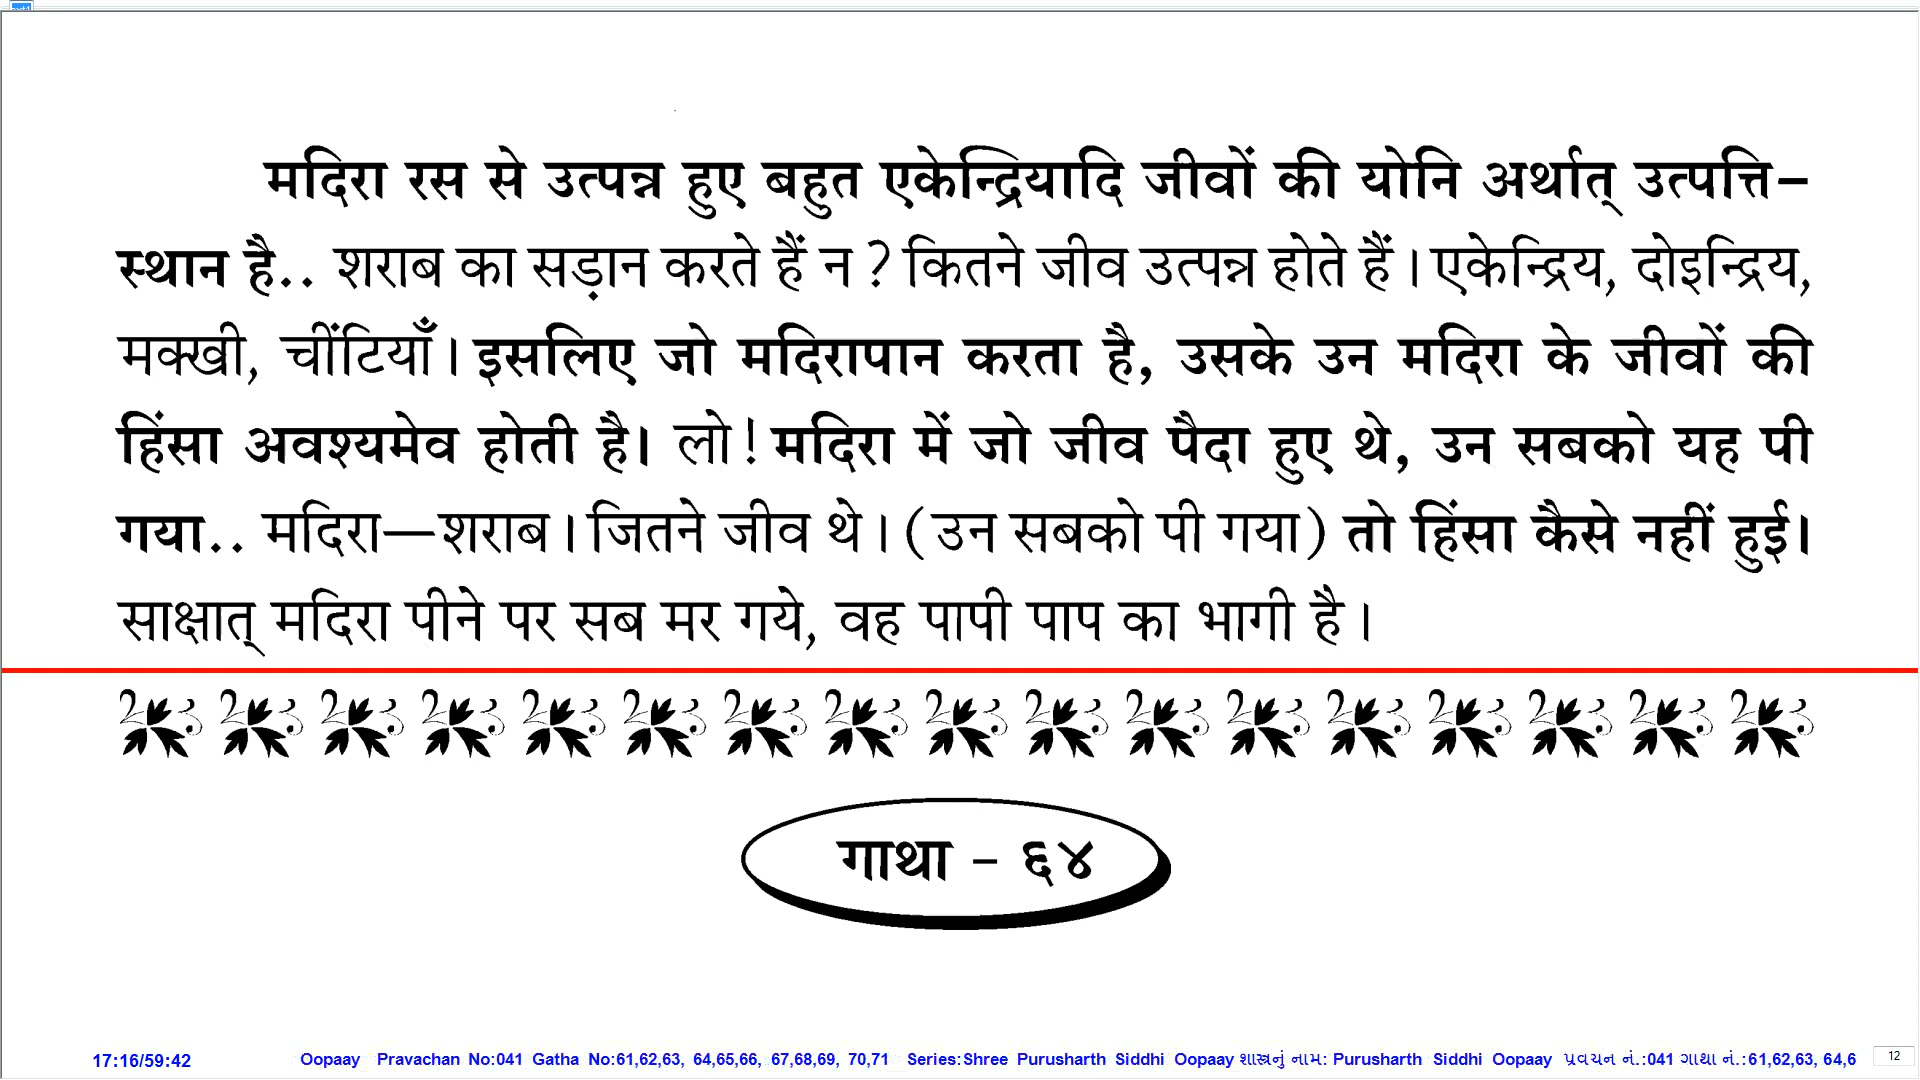 मदिरा रस से उत्पन्न हुए बहुत एकेन्द्रियादि जीवों की योनि अर्थात् उत्पत्ति-
स्थान है.. शराब का सड़ान करते हैं न ? कितने जीव उत्पन्न होते हैं। एकेन्द्रिय, दोइन्द्रिय,
मक्खी, चींटियाँ। इसलिए जो मदिरापान करता है, उसके उन मदिरा के जीवों की
हिंसा अवश्यमेव होती है। लो! मदिरा में जो जीव पैदा हुए थे, उन सबको यह पी
गया.. मदिरा—शराब। जितने जीव थे। (उन सबको पी गया) तो हिंसा कैसे नहीं हुई।
साक्षात् मदिरा पीने पर सब मर गये, वह पापी पाप का भागी है।
गाथा - ६४
17:16/59:42 Oopaay Pravachan No:041 Gatha No:61,62,63, 64,65,66, 67,68,69, 70,71 Series:Shree Purusharth Siddhi Oopaay શાસ્ત્રનું નામ: Purusharth Siddhi Oopaay પ્રવચન નં.:041 ગાથા નં.:61,62,63, 64,6 12